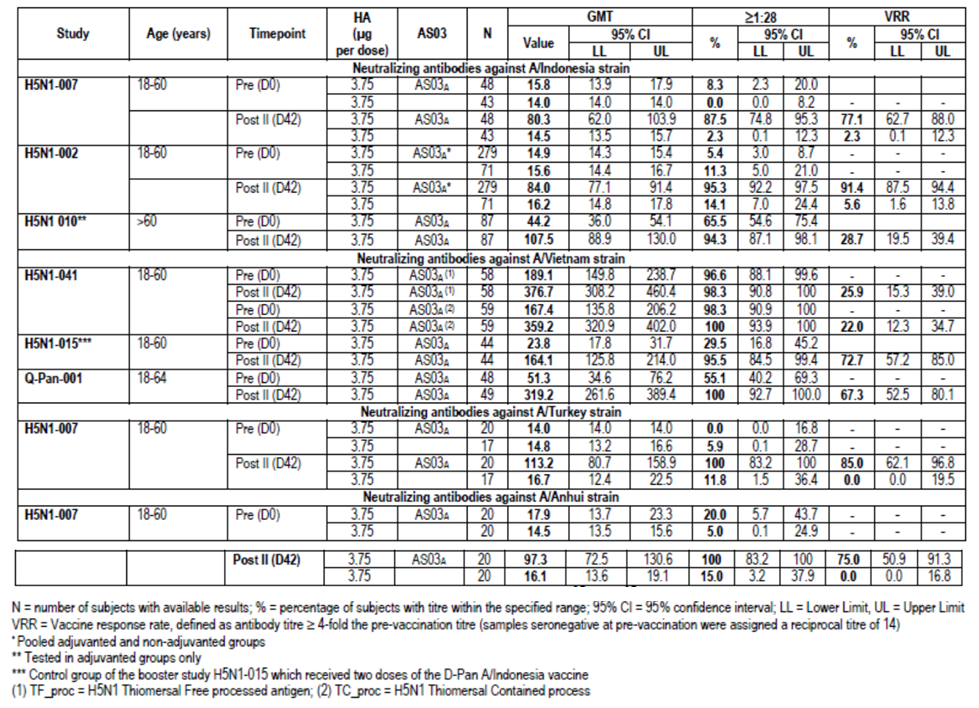 Study Age (years) Timepoint HA (µg per dose) AS03 N GMT ≥1:28 VRR
Value 95% CI % 95% CI % 95% CI
LL UL LL UL LL UL
Neutralizing antibodies against A/Indonesia strain
H5N1-007 18-60 Pre (D0) 3.75 AS03A 48 15.8 13.9 17.9 8.3 2.3 20.0
3.75 43 14.0 14.0 14.0 0.0 0.0 8.2 - - -
Post II (D42) 3.75 AS03A 48 80.3 62.0 103.9 87.5 74.8 95.3 77.1 62.7 88.0
3.75 43 14.5 13.5 15.7 2.3 0.1 12.3 2.3 0.1 12.3
H5N1-002 18-60 Pre (D0) 3.75 AS03A* 279 14.9 14.3 15.4 5.4 3.0 8.7 - - -
3.75 71 15.6 14.4 16.7 11.3 5.0 21.0
Post II (D42) 3.75 AS03A* 279 84.0 77.1 91.4 95.3 92.2 97.5 91.4 87.5 94.4
3.75 71 16.2 14.8 17.8 14.1 7.0 24.4 5.6 1.6 13.8
H5N1 010** >60 Pre (D0) 3.75 AS03A 87 44.2 36.0 54.1 65.5 54.6 75.4
Post II (D42) 3.75 AS03A 87 107.5 88.9 130.0 94.3 87.1 98.1 28.7 19.5 39.4
Neutralizing antibodies against A/Vietnam strain
H5N1-041 18-60 Pre (D0) 3.75 AS03A (1) 58 189.1 149.8 238.7 96.6 88.1 99.6 - - -
Post II (D42) 3.75 AS03A (1) 58 376.7 308.2 460.4 98.3 90.8 100 25.9 15.3 39.0
Pre (D0) 3.75 AS03A (2) 59 167.4 135.8 206.2 98.3 90.9 100 - - -
Post II (D42) 3.75 AS03A (2) 59 359.2 320.9 402.0 100 93.9 100 22.0 12.3 34.7
H5N1-015*** 18-60 Pre (D0) 3.75 AS03A 44 23.8 17.8 31.7 29.5 16.8 45.2 - - -
Post II (D42) 3.75 AS03A 44 164.1 125.8 214.0 95.5 84.5 99.4 72.7 57.2 85.0
Q-Pan-001 18-64 Pre (D0) 3.75 AS03A 48 51.3 34.6 76.2 55.1 40.2 69.3 - - -
Post II (D42) 3.75 AS03A 49 319.2 261.6 389.4 100 92.7 100.0 67.3 52.5 80.1
Neutralizing antibodies against A/Turkey strain
H5N1-007 18-60 Pre (D0) 3.75 AS03A 20 14.0 14.0 14.0 0.0 0.0 16.8 - - -
3.75 17 14.8 13.2 16.6 5.9 0.1 28.7 - - -
Post II (D42) 3.75 AS03A 20 113.2 80.7 158.9 100 83.2 100 85.0 62.1 96.8
3.75 17 16.7 12.4 22.5 11.8 1.5 36.4 0.0 0.0 19.5
Neutralizing antibodies against A/Anhui strain
H5N1-007 18-60 Pre (D0) 3.75 AS03A 20 17.9 13.7 23.3 20.0 5.7 43.7 - - -
3.75 20 14.5 13.5 15.6 5.0 0.1 24.9 - - -
Post II (D42) 3.75 AS03A 20 97.3 72.5 130.6 100 83.2 100 75.0 50.9 91.3
3.75 20 16.1 13.6 19.1 15.0 3.2 37.9 0.0 0.0 16.8
N = number of subjects with available results; % = percentage of subjects with titre within the specified range; 95% CI = 95% confidence interval; LL = Lower Limit, UL = Upper Limit
VRR = Vaccine response rate, defined as antibody titre ≥ 4-fold the pre-vaccination titre (samples seronegative at pre-vaccination were assigned a reciprocal titre of 14)
* Pooled adjuvanted and non-adjuvanted groups
** Tested in adjuvanted groups only
*** Control group of the booster study H5N1-015 which received two doses of the D-Pan A/Indonesia vaccine
(1) TF_proc = H5N1 Thiomersal Free processed antigen; (2) TC_proc = H5N1 Thiomersal Contained process